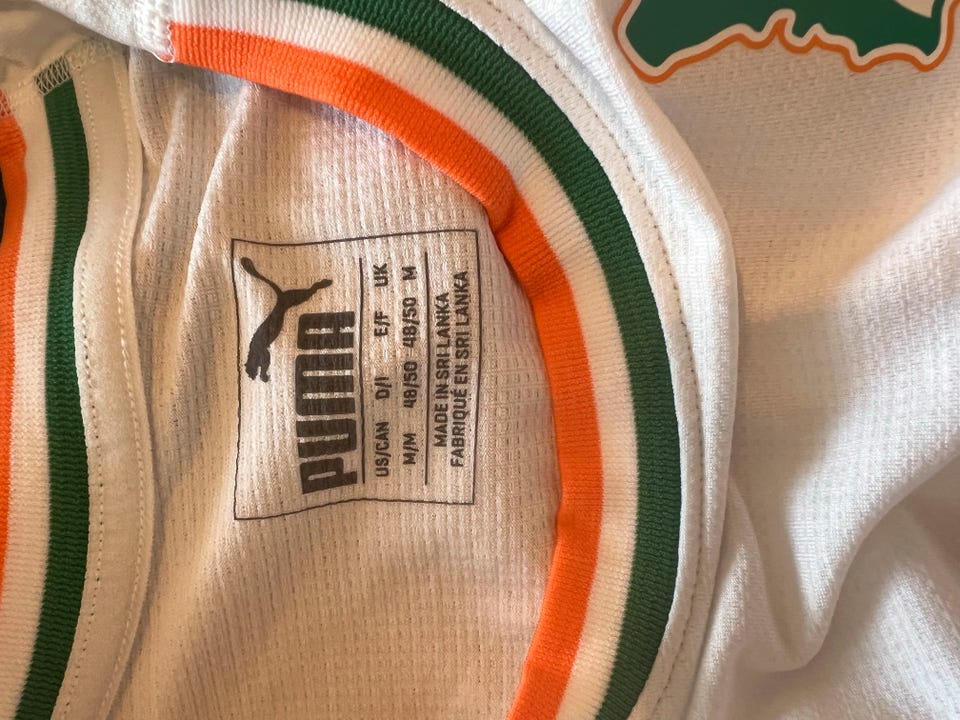 PUMA
US/CAN D/I E/F UK
M/M 48/50 48/50 M
MADE IN SRI LANKA
FABRIQUÉ EN SRI LANKA